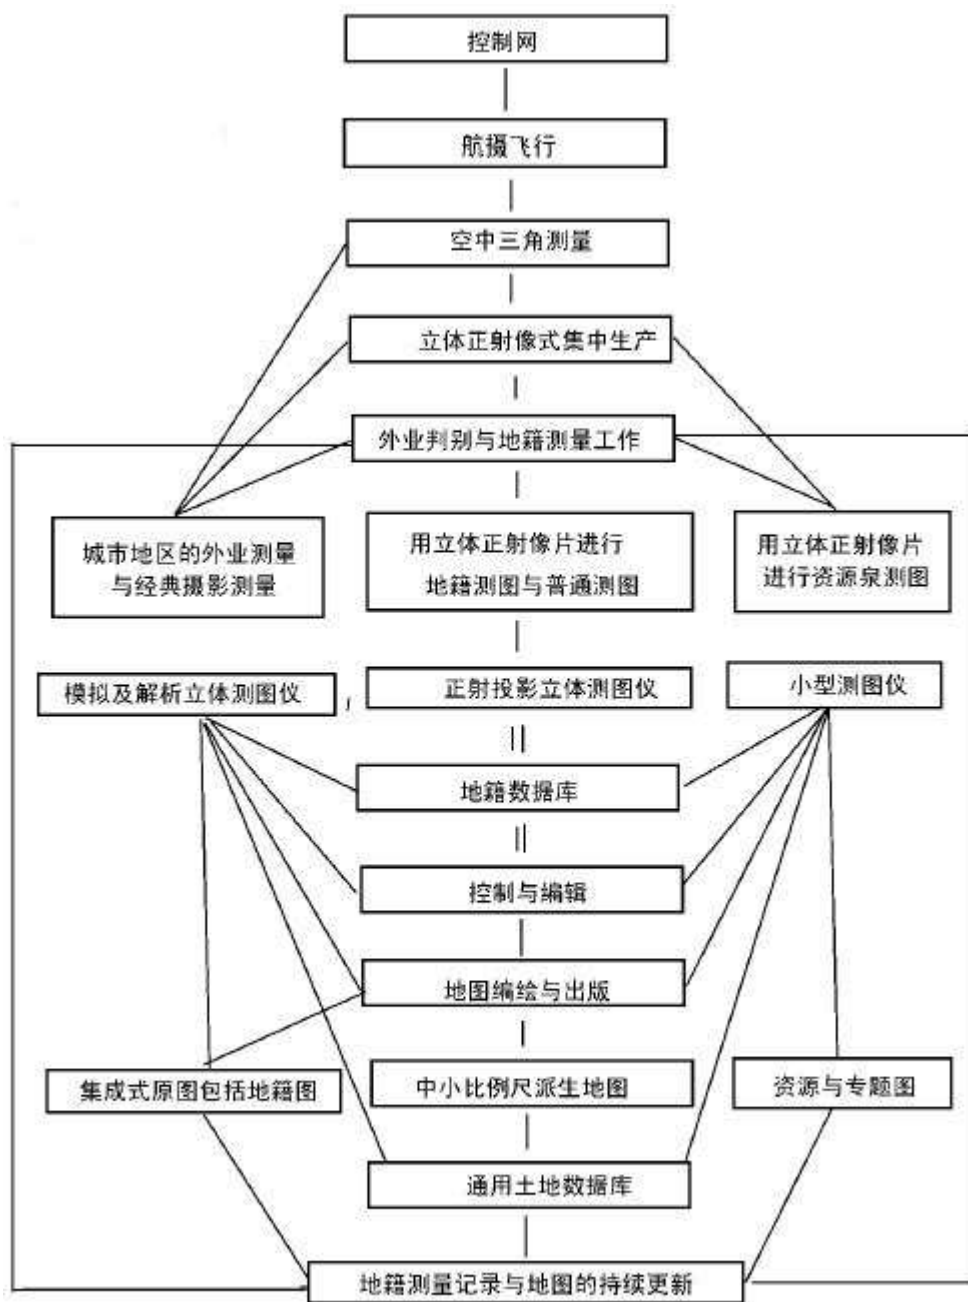 控制网
航摄飞行
空中三角测量
立体正射像式集中生产
外业判别与地籍测量工作
城市地区的外业测量
与经典摄影测量
用立体正射像片进行
地籍测图与普通测图
用立体正射像片
进行资源泉测图
模拟及解析立体测图仪
正射投影立体测图仪
小型测图仪
地籍数据库
控制与编辑
地图编绘与出版
集成式原图包括地籍图
中小比例尺派生地图
资源与专题图
通用土地数据库
地籍测量记录与地图的持续更新